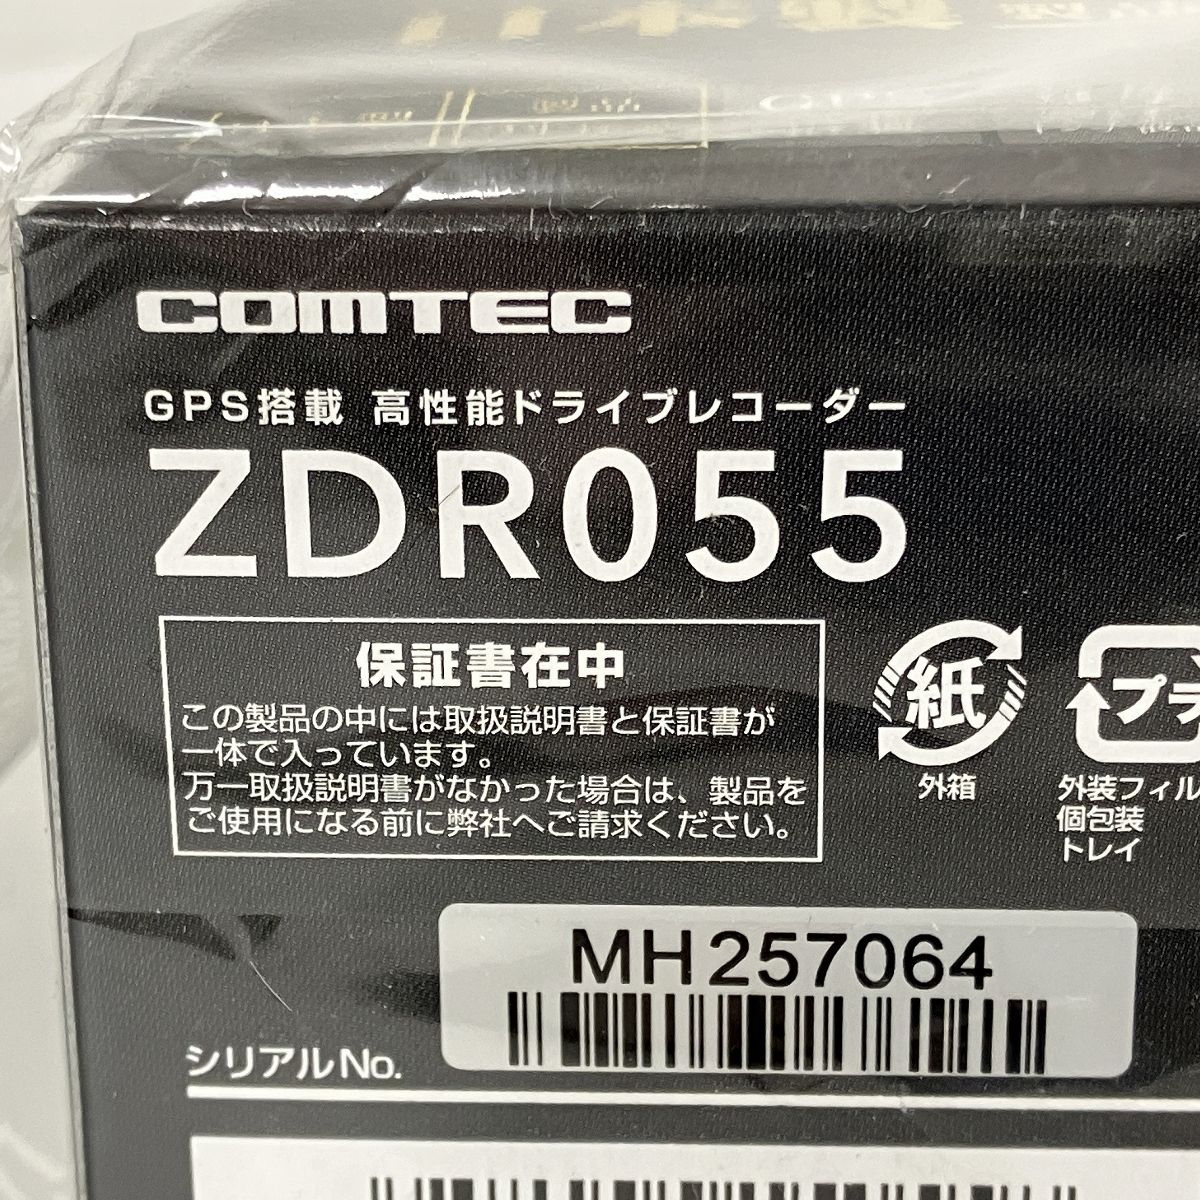 日本製
COMTEC
GPS搭載 高性能ドライブレコーダー
ZDR055
保証書在中
この製品の中には取扱説明書と保証書が
一体で入っています。
万一取扱説明書がなかった場合は、製品を
ご使用になる前に弊社へご請求ください。
紙
外箱
プラ
外装フィル
個包装
トレイ
MH257064
シリアルNo.